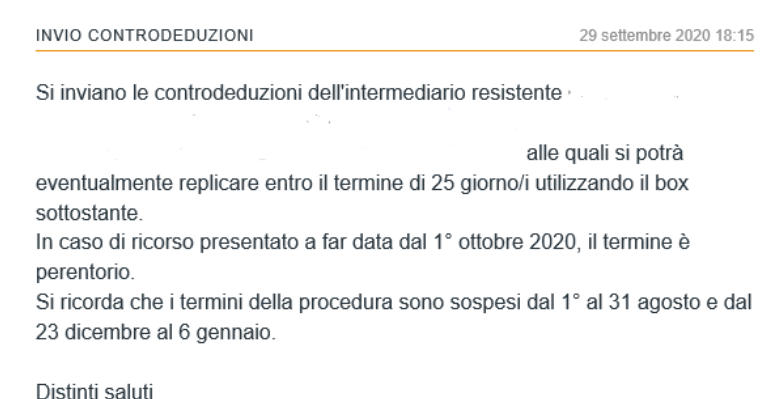 INVIO CONTRODEDUZIONI 29 settembre 2020 18:15
Si inviano le controdeduzioni dell'intermediario resistente
alle quali si potrà
eventualmente replicare entro il termine di 25 giorno/i utilizzando il box
sottostante.
In caso di ricorso presentato a far data dal 1° ottobre 2020, il termine è
perentorio.
Si ricorda che i termini della procedura sono sospesi dal 1° al 31 agosto e dal
23 dicembre al 6 gennaio.
Distinti saluti